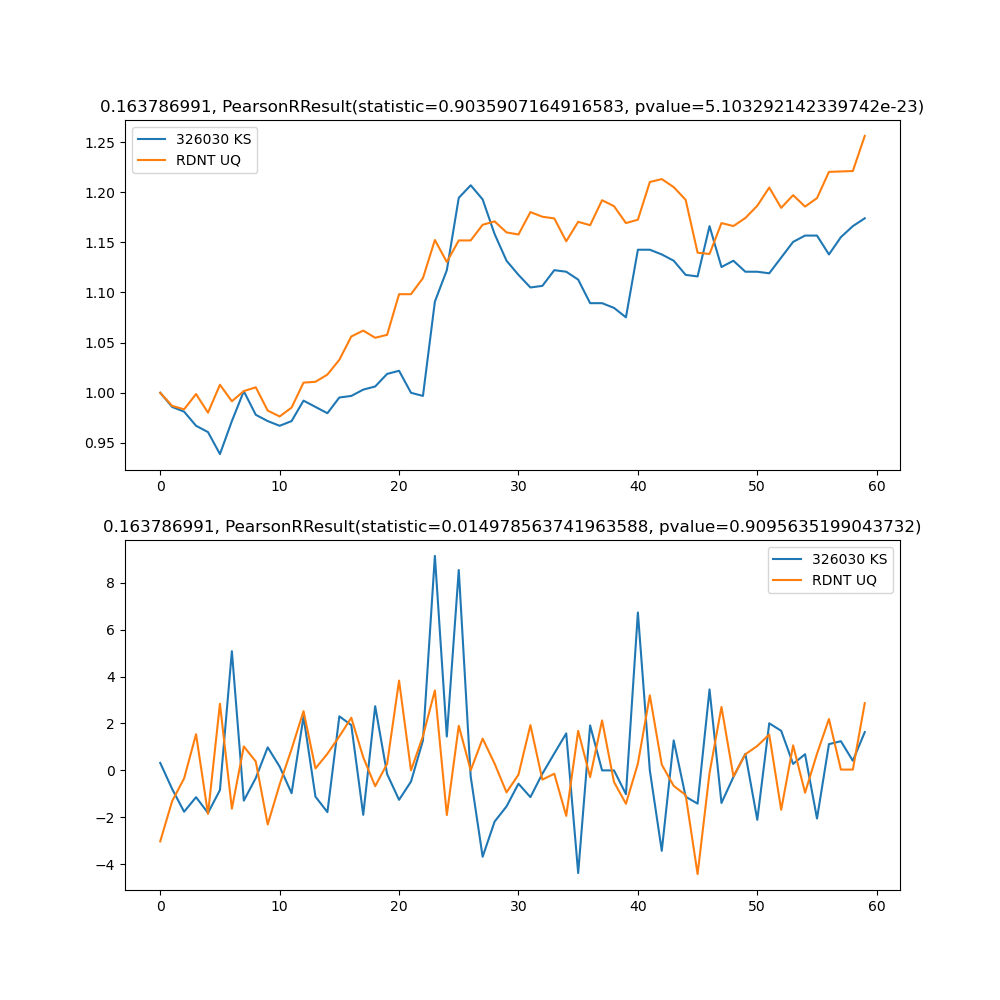 0.163786991, PearsonRResult(statistic=0.9035907164916583, pvalue=5.103292142339742e-23)
326030 KS
RDNT UQ
1.25
1.20
1.15
1.10
1.05
1.00
0.95
0 10 20 30 40 50 60
0.163786991, PearsonRResult(statistic=0.014978563741963588, pvalue=0.9095635199043732)
326030 KS
RDNT UQ
8
6
4
2
0
−2
−4
0 10 20 30 40 50 60